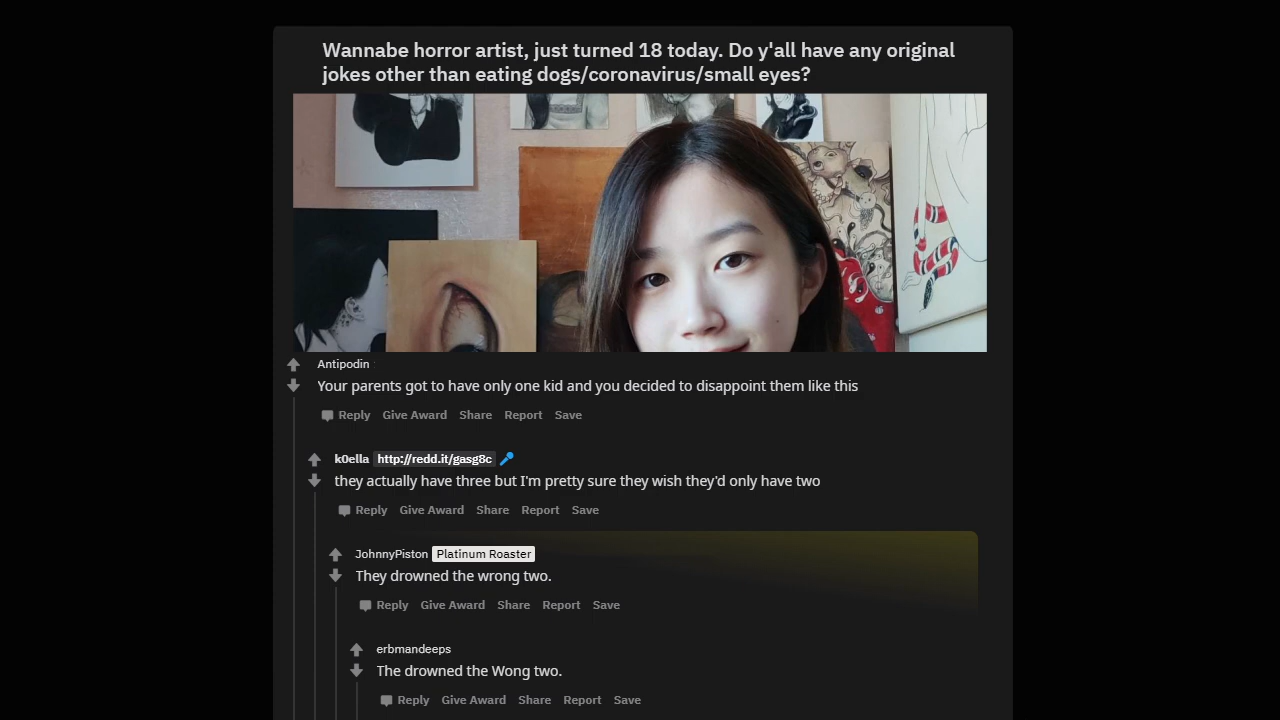 Wannabe horror artist, just turned 18 today. Do y'all have any original
jokes other than eating dogs/coronavirus/small eyes?
Antipodin
Your parents got to have only one kid and you decided to disappoint them like this
Reply Give Award Share Report Save
k0ella http://redd.it/gasg8c
they actually have three but I'm pretty sure they wish they'd only have two
Reply Give Award Share Report Save
JohnnyPiston Platinum Roaster
They drowned the wrong two.
Reply Give Award Share Report Save
erbmandeeps
The drowned the Wong two.
Reply Give Award Share Report Save